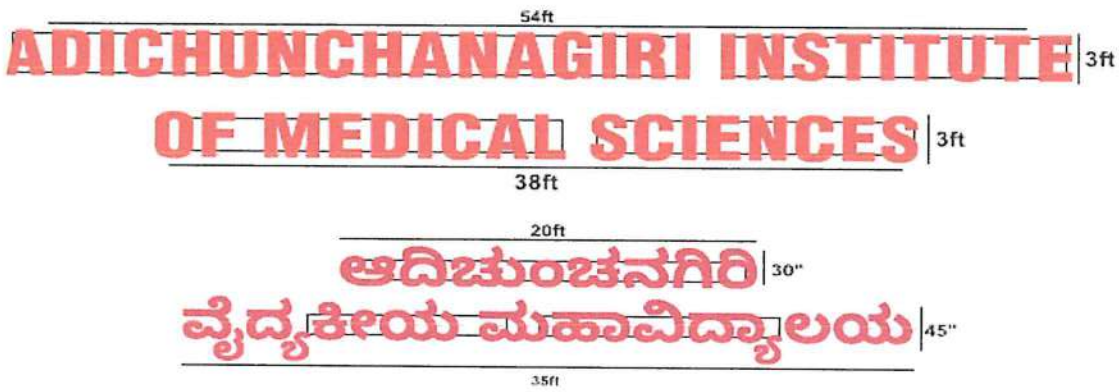 54ft
ADICHUNCHANAGIRI INSTITUTE 3ft
OF MEDICAL SCIENCES 3ft
38ft
20ft
ಆದಿಚುಂಚನಗಿರಿ 30"
ವೈದ್ಯಕೀಯ ಮಹಾವಿದ್ಯಾಲಯ 45"
35ft